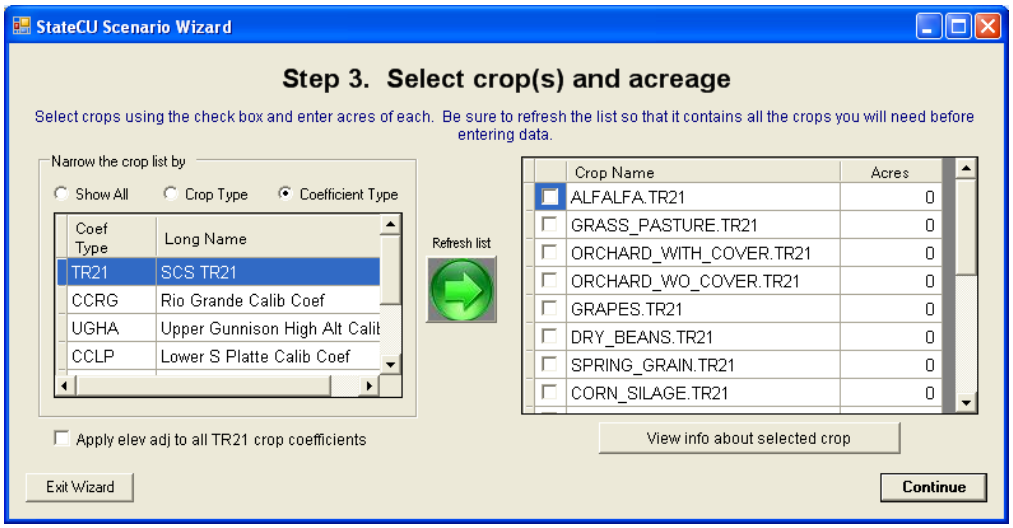 StateCU Scenario Wizard
Step 3.  Select crop(s) and acreage
Select crops using the check box and enter acres of each.  Be sure to refresh the list so that it contains all the crops you will need before
entering data.
Narrow the crop list by
Show All
Crop Type
Coefficient Type
Coef
Type
Long Name
TR21
SCS TR21
CCRG
Rio Grande Calib Coef
UGHA
Upper Gunnison High Alt Calib
CCLP
Lower S Platte Calib Coef
Apply elev adj to all TR21 crop coefficients
Refresh list
Crop Name
Acres
ALFALFA.TR21
0
GRASS_PASTURE.TR21
0
ORCHARD_WITH_COVER.TR21
0
ORCHARD_WO_COVER.TR21
0
GRAPES.TR21
0
DRY_BEANS.TR21
0
SPRING_GRAIN.TR21
0
CORN_SILAGE.TR21
0
View info about selected crop
Exit Wizard
Continue